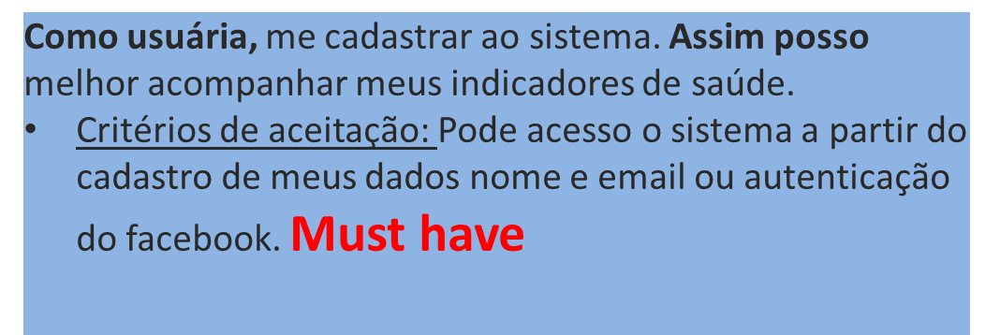 Como usuária, me cadastrar ao sistema. Assim posso
melhor acompanhar meus indicadores de saúde.
• Critérios de aceitação: Pode acesso o sistema a partir do
cadastro de meus dados nome e email ou autenticação
do facebook. Must have